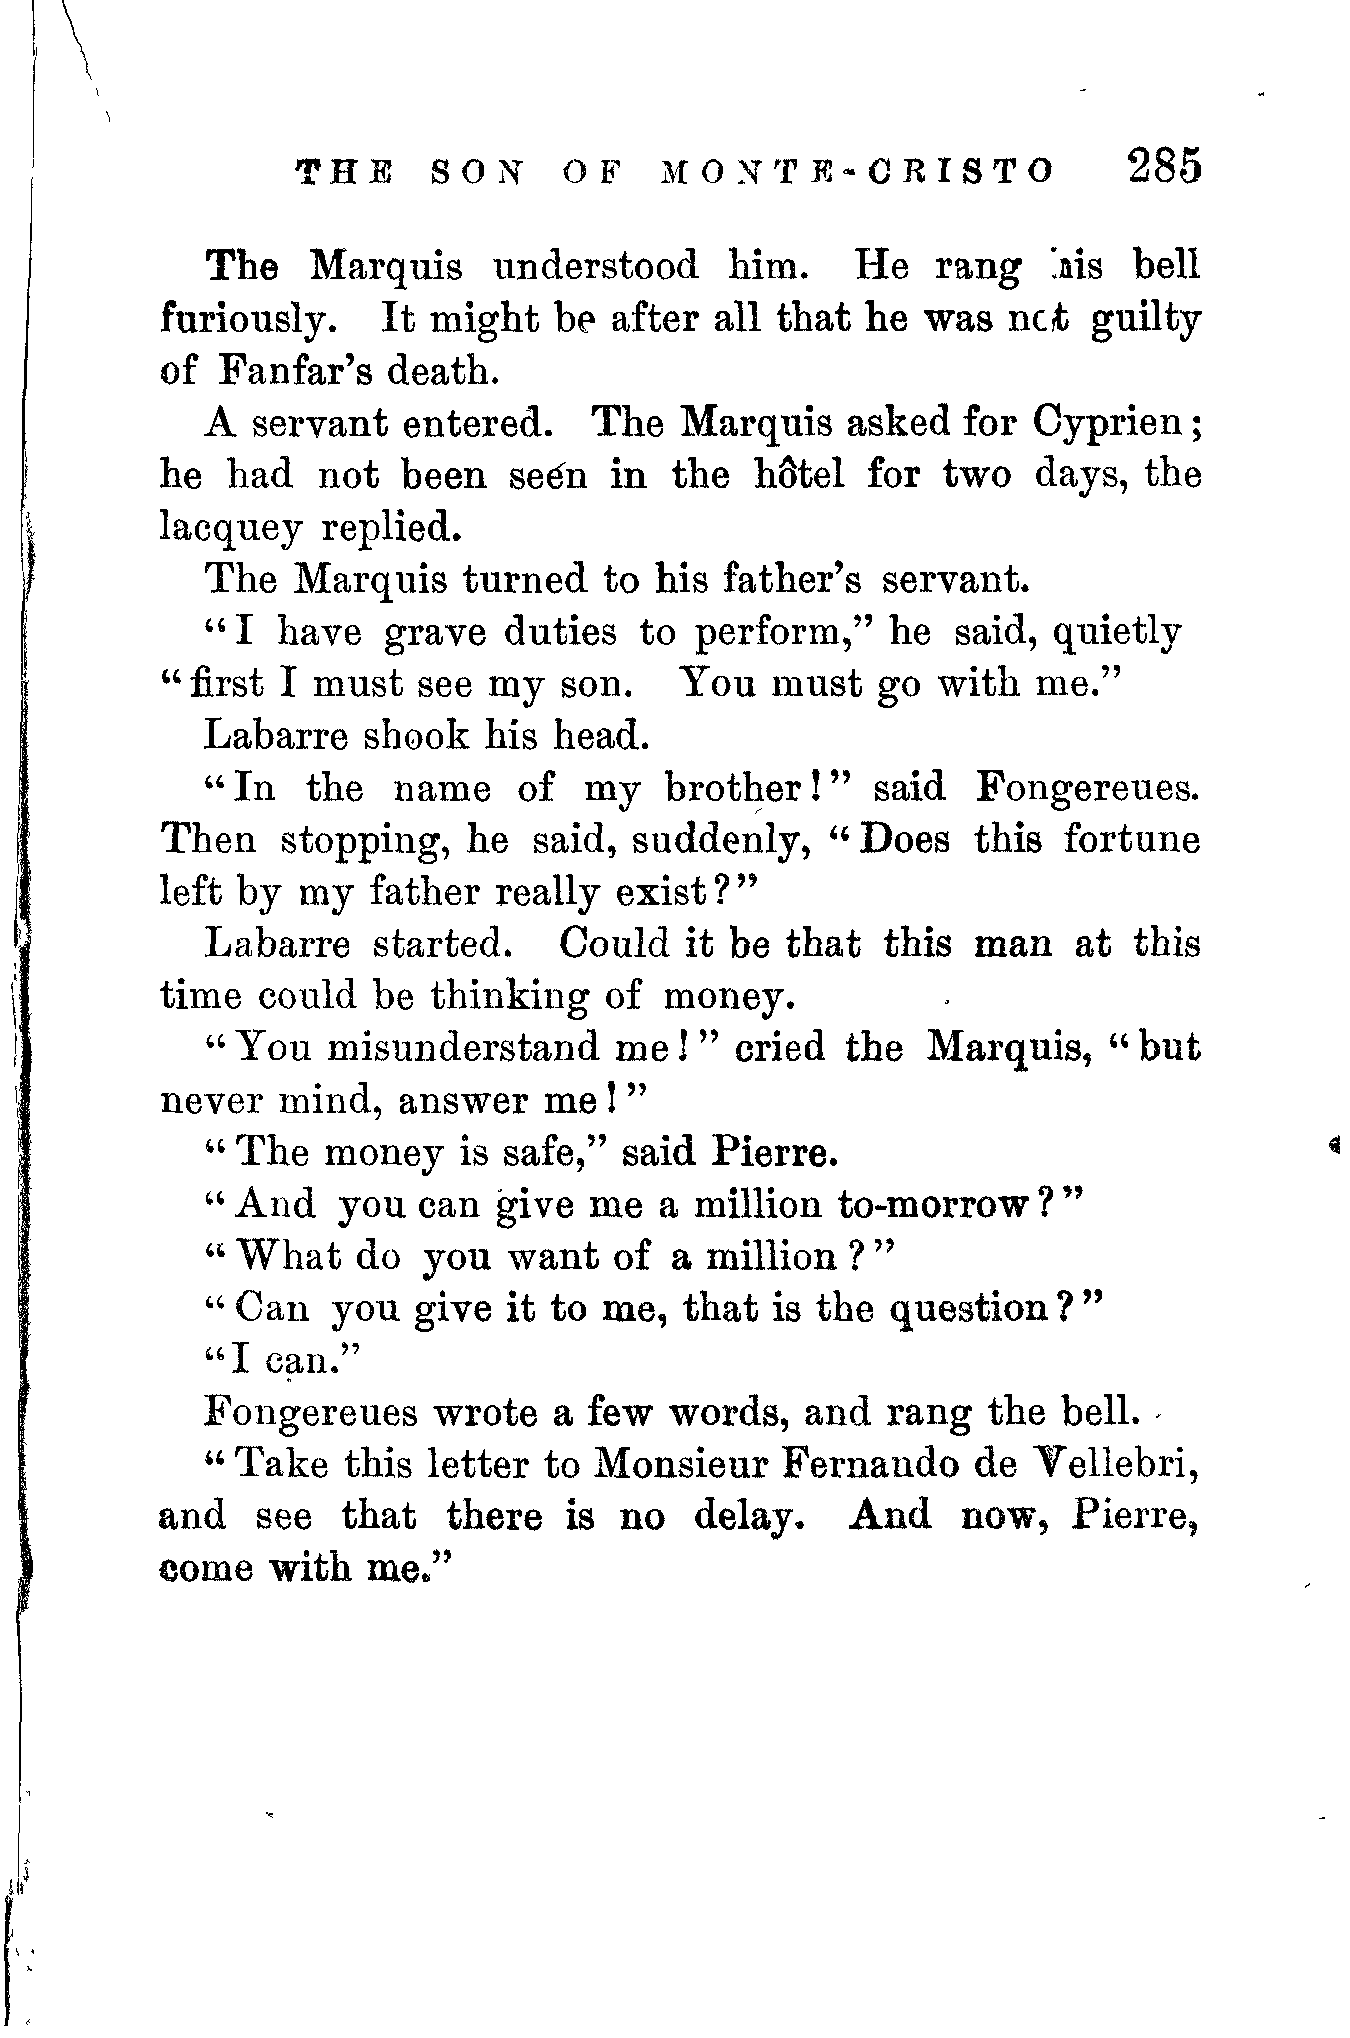 THE SON OF MONTE-CRISTO 285
The Marquis understood him. He rang his bell
furiously. It might be after all that he was not guilty
of Fanfar's death.
A servant entered. The Marquis asked for Cyprien;
he had not been seen in the hôtel for two days, the
lacquey replied.
The Marquis turned to his father's servant.
"I have grave duties to perform," he said, quietly
"first I must see my son. You must go with me."
Labarre shook his head.
"In the name of my brother!" said Fongereues.
Then stopping, he said, suddenly, "Does this fortune
left by my father really exist?"
Labarre started. Could it be that this man at this
time could be thinking of money.
"You misunderstand me!" cried the Marquis, "but
never mind, answer me!"
"The money is safe," said Pierre.
"And you can give me a million to-morrow?"
"What do you want of a million?"
"Can you give it to me, that is the question?"
"I can."
Fongereues wrote a few words, and rang the bell.
"Take this letter to Monsieur Fernando de Vellebri,
and see that there is no delay. And now, Pierre,
come with me."